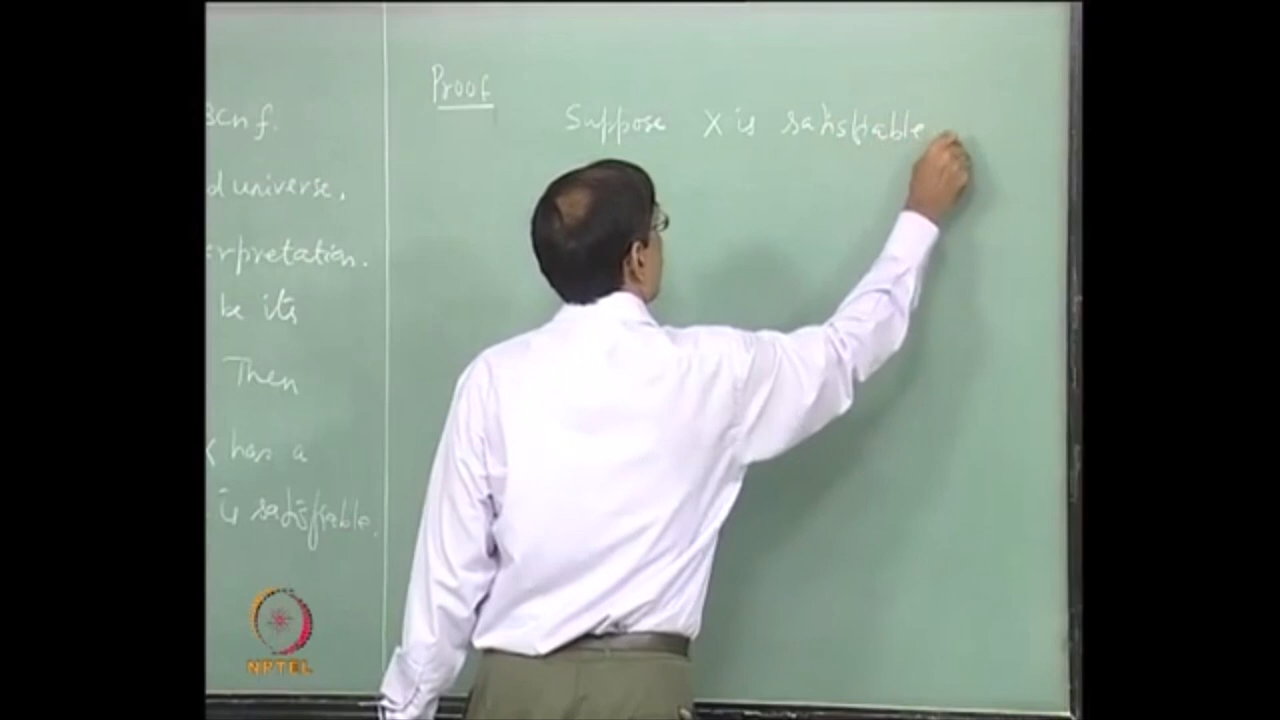 scnf.
d universe.
erpretation.
be its
Then
X has a
is satisfiable.
Proof
Suppose X is satisfiable
NPTEL